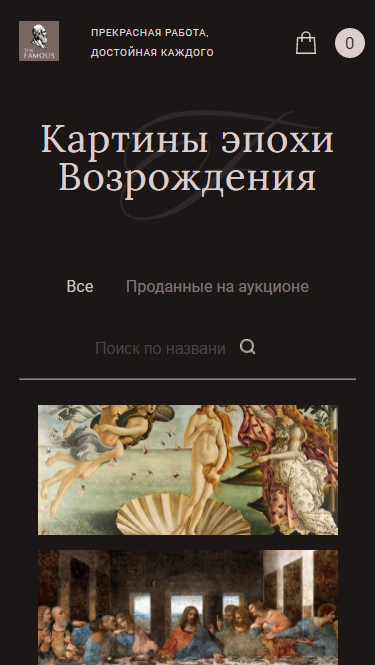 THE
FAMOUS
ПРЕКРАСНАЯ РАБОТА,
ДОСТОЙНАЯ КАЖДОГО
0
Картины эпохи
Возрождения
Все
Проданные на аукционе
Поиск по названи